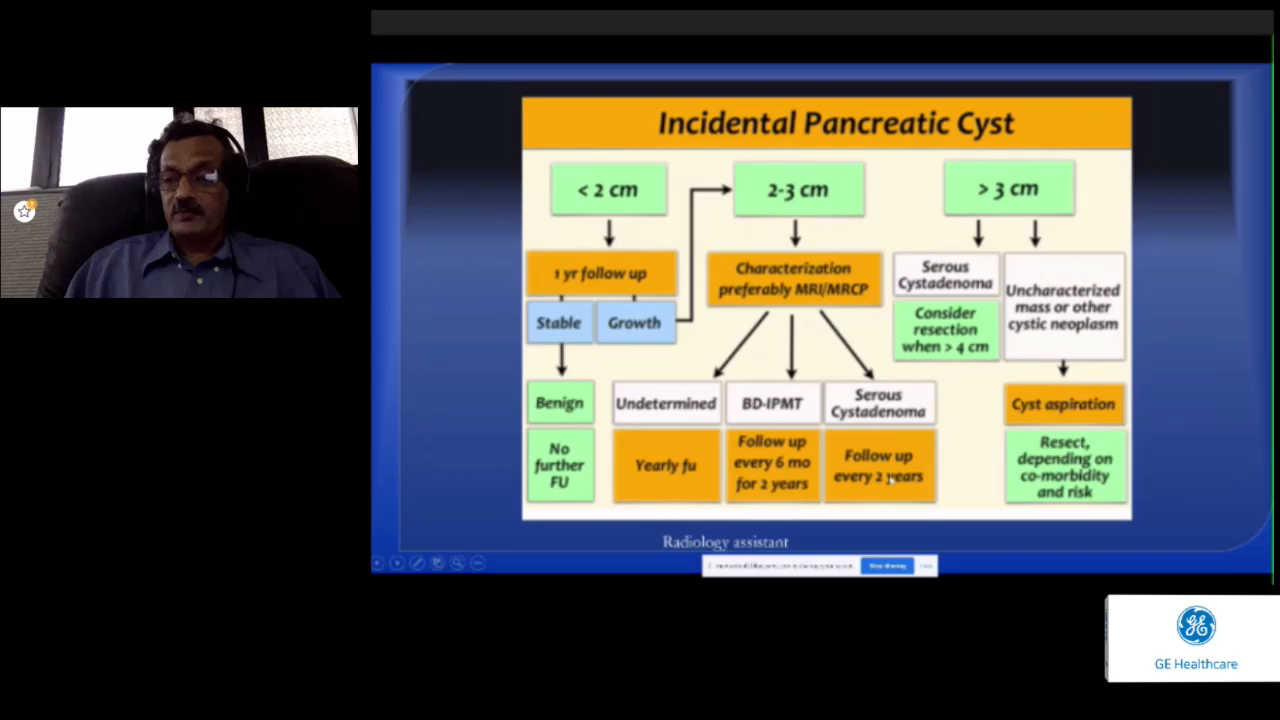 Incidental Pancreatic Cyst
< 2 cm
2-3 cm
> 3 cm
1 yr follow up
Stable
Growth
Characterization
preferably MRI/MRCP
Serous
Cystadenoma
Consider
resection
when > 4 cm
Uncharacterized
mass or other
cystic neoplasm
Benign
No
further
FU
Undetermined
Yearly fu
BD-IPMT
Follow up
every 6 mo
for 2 years
Serous
Cystadenoma
Follow up
every 2 years
Cyst aspiration
Resect,
depending on
co-morbidity
and risk
Radiology assistant
Stop sharing
GE Healthcare